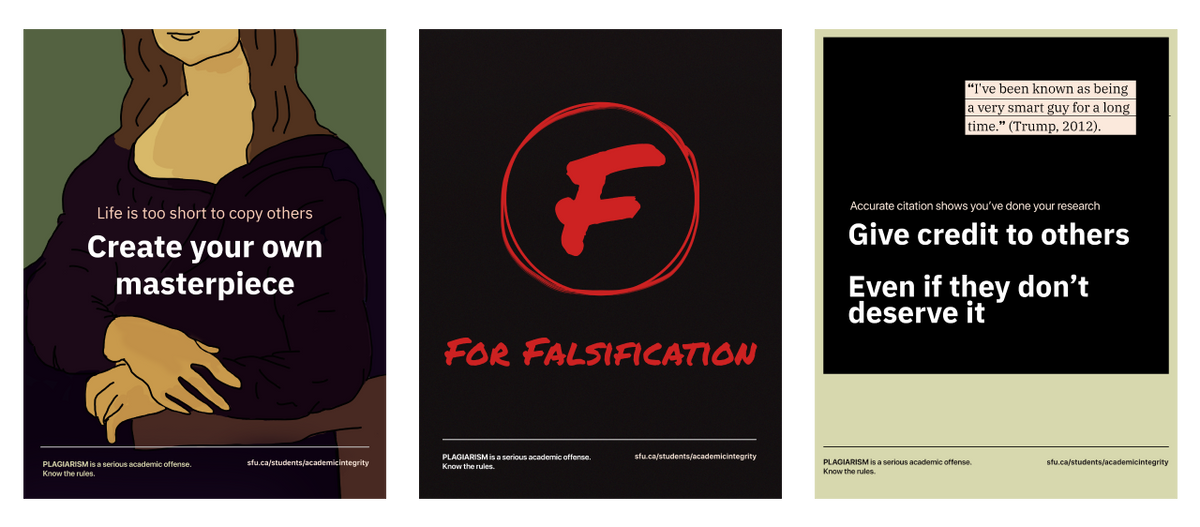 Life is too short to copy others
Create your own
masterpiece
PLAGIARISM is a serious academic offense.
Know the rules.
sfu.ca/students/academicintegrity
F
FOR FALSIFICATION
PLAGIARISM is a serious academic offense.
Know the rules.
sfu.ca/students/academicintegrity
“I’ve been known as being
a very smart guy for a long
time.” (Trump, 2012).
Accurate citation shows you’ve done your research
Give credit to others
Even if they don’t
deserve it
PLAGIARISM is a serious academic offense.
Know the rules.
sfu.ca/students/academicintegrity